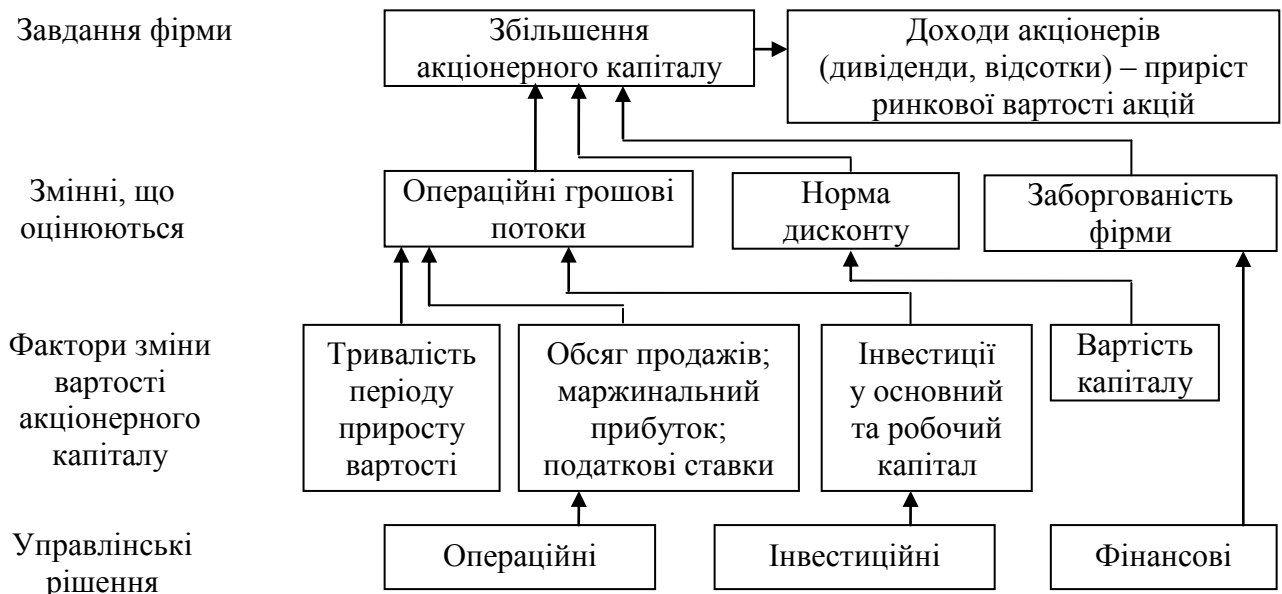 Завдання фірми
Збільшення
акціонерного капіталу
Доходи акціонерів
(дивіденди, відсотки) – приріст
ринкової вартості акцій
Змінні, що
оцінюються
Операційні грошові
потоки
Норма
дисконту
Заборгованість
фірми
Фактори зміни
вартості
акціонерного
капіталу
Тривалість
періоду
приросту
вартості
Обсяг продажів;
маржинальний
прибуток;
податкові ставки
Інвестиції
у основний
та робочий
капітал
Вартість
капіталу
Управлінські
рішення
Операційні
Інвестиційні
Фінансові